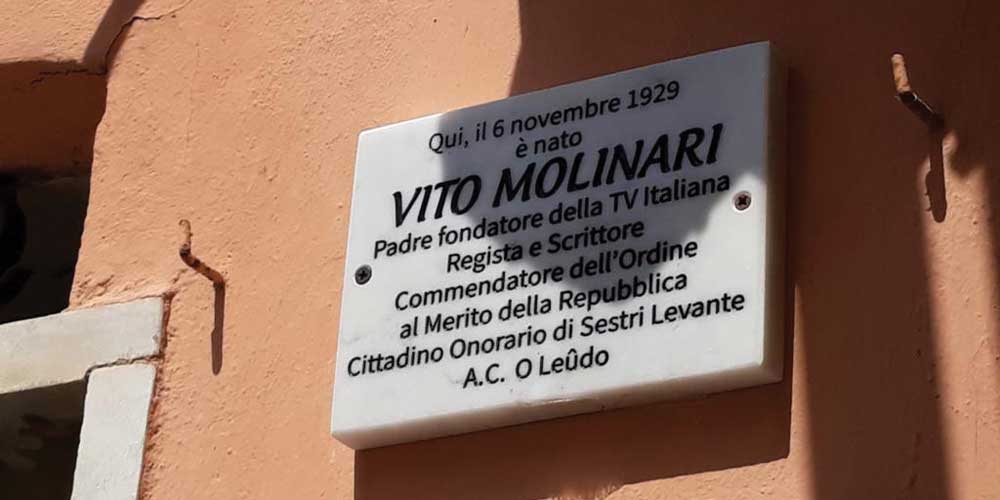 Qui, il 6 novembre 1929
è nato
VITO MOLINARI
Padre fondatore della TV Italiana
Regista e Scrittore
Commendatore dell'Ordine
al Merito della Repubblica
Cittadino Onorario di Sestri Levante
A.C. O Leûdo